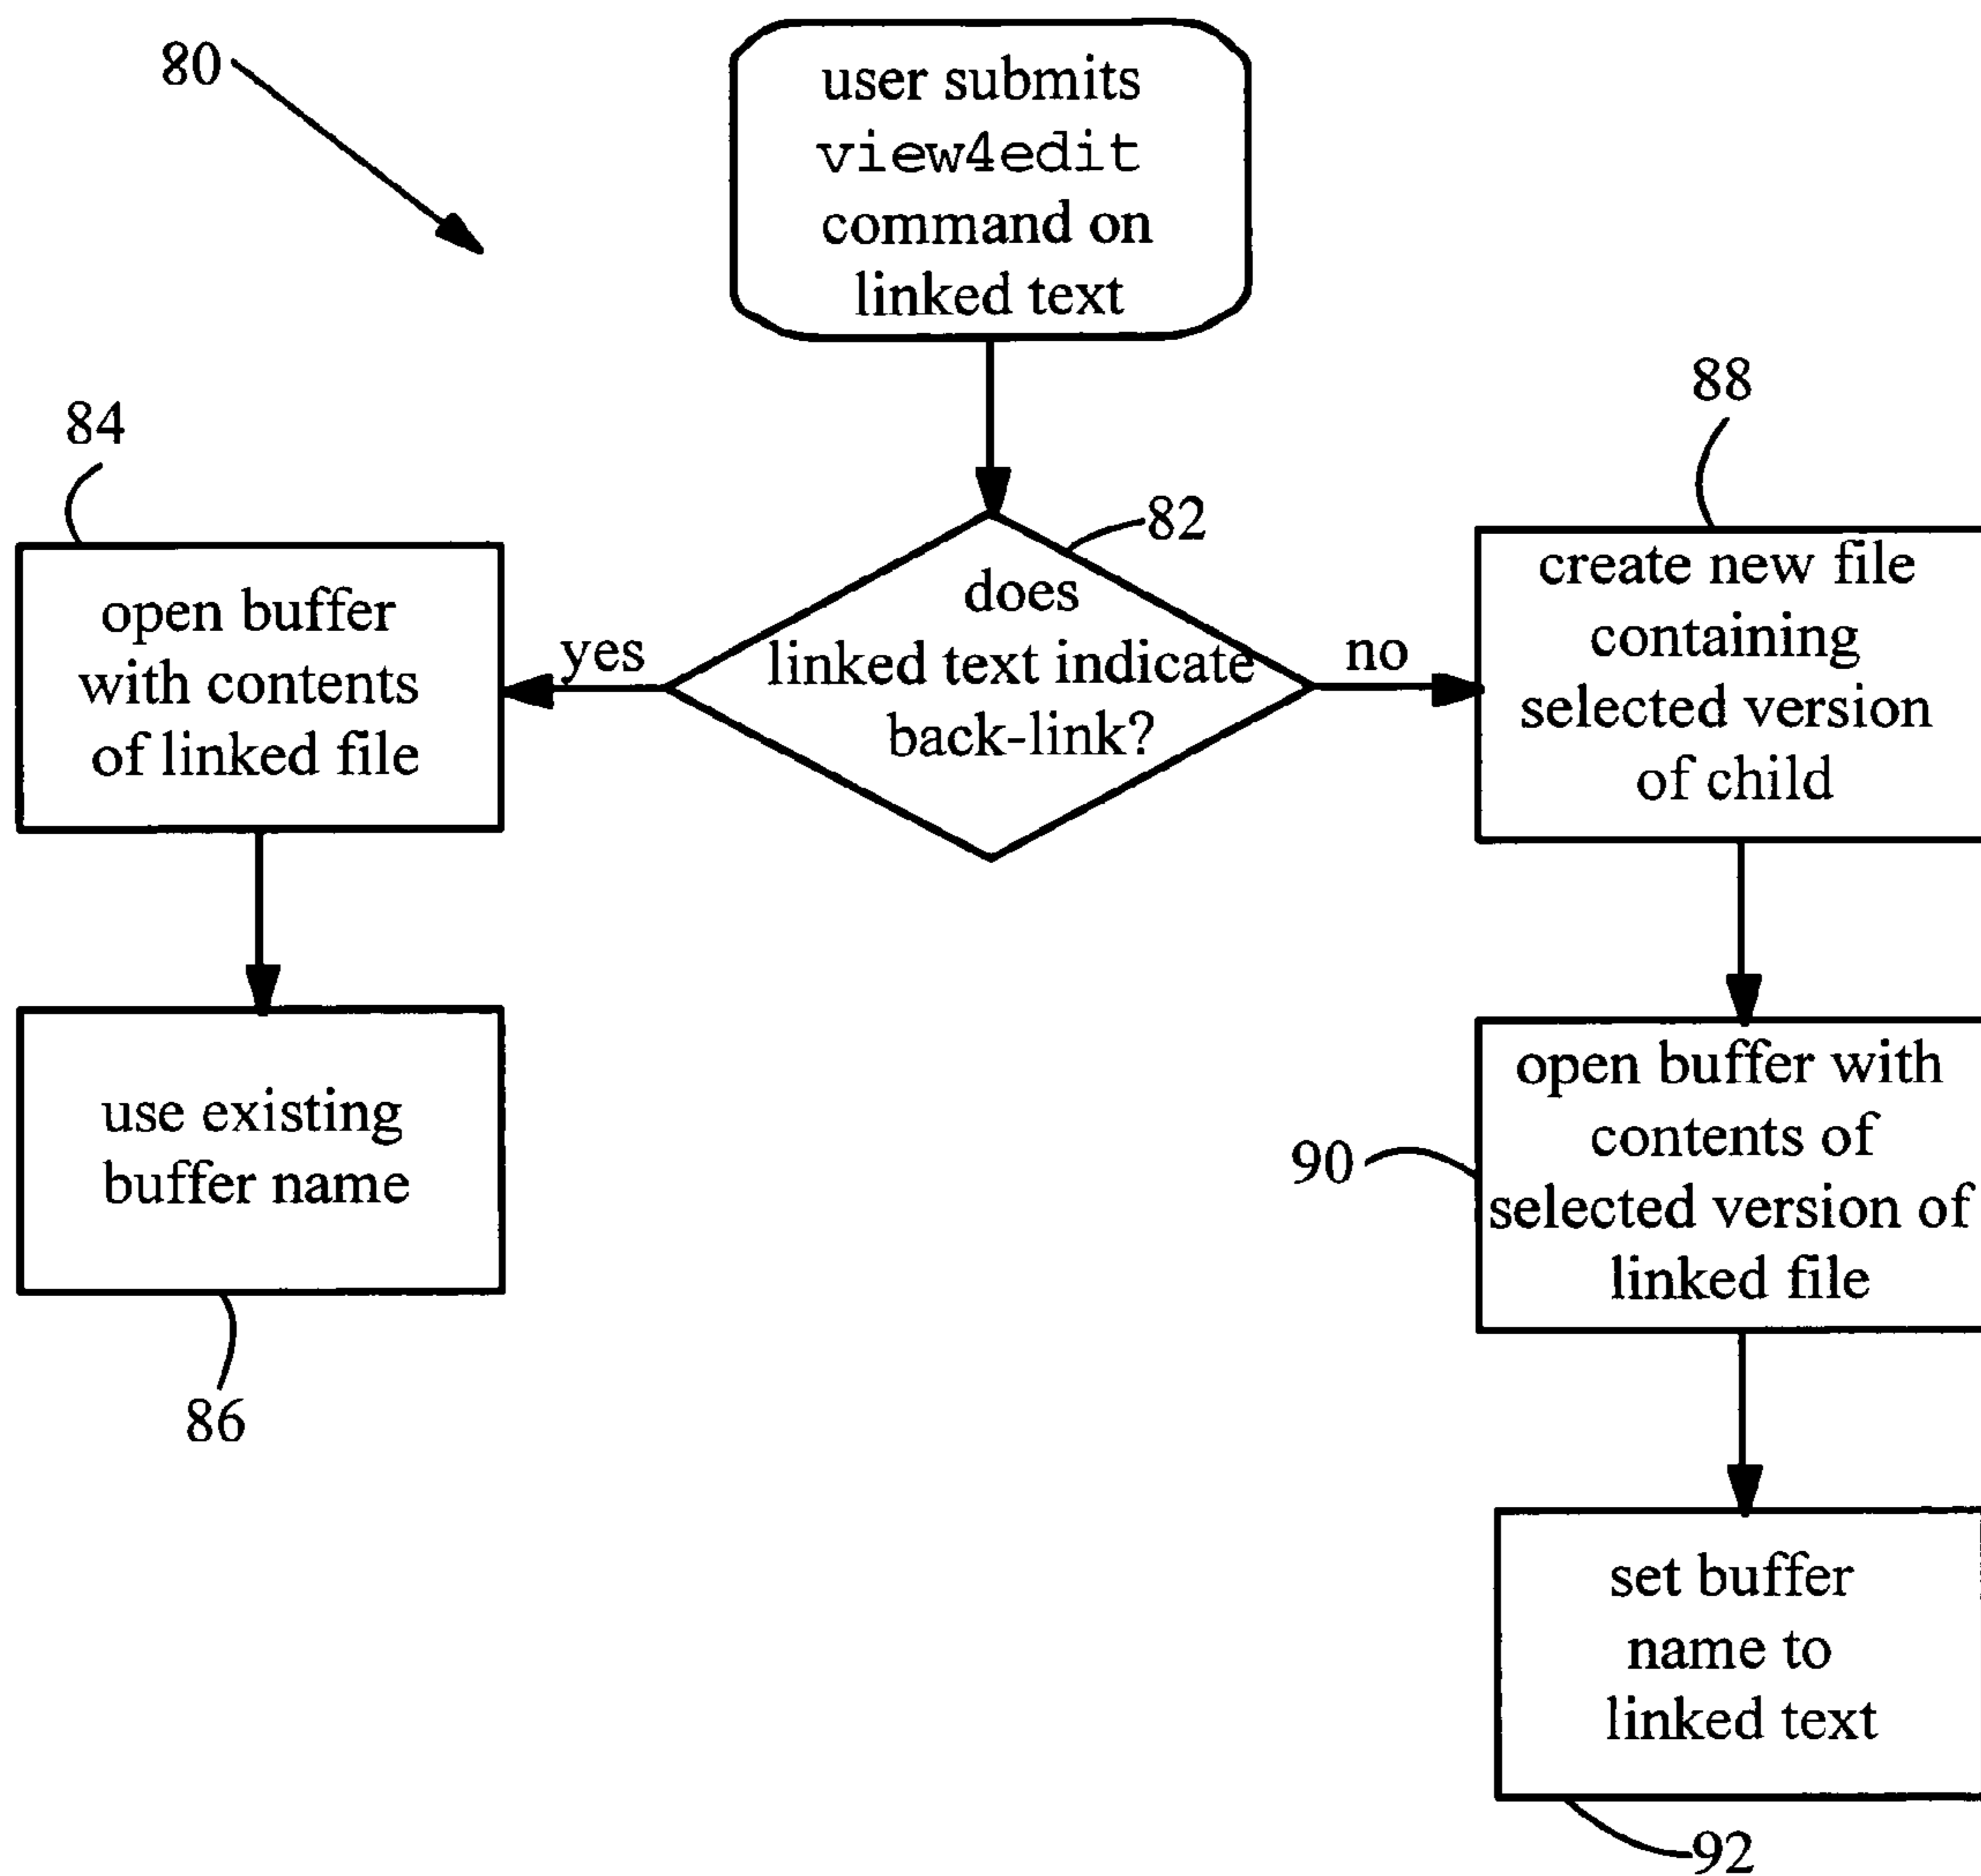 80
user submits
view4edit
command on
linked text
88
84
82
does
linked text indicate
back-link?
yes
no
open buffer
with contents
of linked file
create new file
containing
selected version
of child
use existing
buffer name
86
open buffer with
contents of
selected version of
linked file
90
set buffer
name to
linked text
92